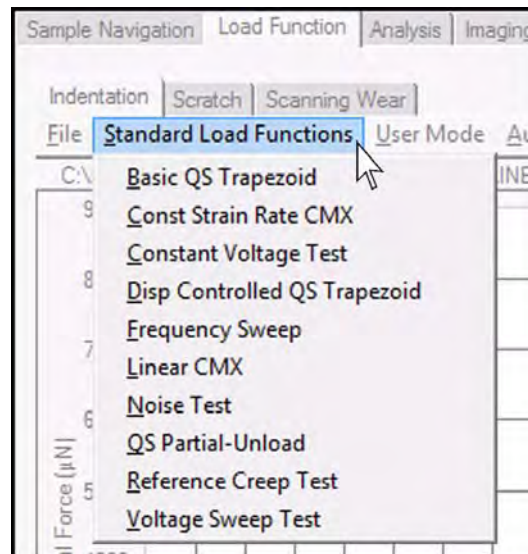 Sample Navigation Load Function Analysis Imaging
Indentation Scratch Scanning Wear
File Standard Load Functions User Mode
C:\
Basic QS Trapezoid
9
Const Strain Rate CMX
Constant Voltage Test
8
Disp Controlled QS Trapezoid
Frequency Sweep
7
Linear CMX
Noise Test
6
QS Partial-Unload
5
Reference Creep Test
Voltage Sweep Test
Force (µN)